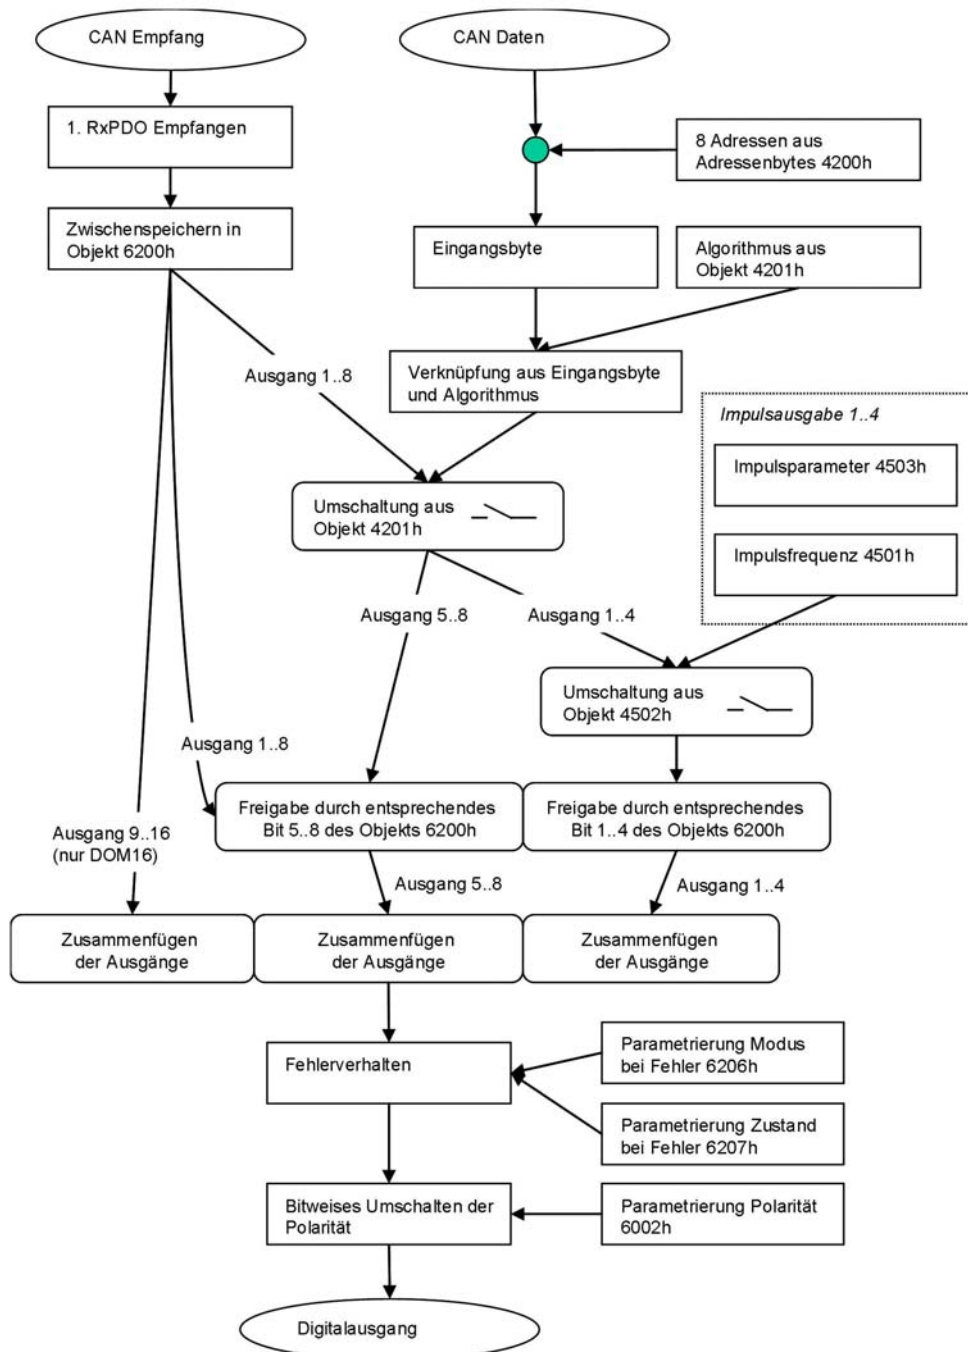 CAN Empfang
CAN Daten
1. RxPDO Empfangen
8 Adressen aus
Adressenbytes 4200h
Zwischenspeichern in
Objekt 6200h
Eingangsbyte
Algorithmus aus
Objekt 4201h
Ausgang 1..8
Verknüpfung aus Eingangsbyte
und Algorithmus
Impulsausgabe 1..4
Impulsparameter 4503h
Umschaltung aus
Objekt 4201h
Impulsfrequenz 4501h
Ausgang 5..8
Ausgang 1..4
Umschaltung aus
Objekt 4502h
Ausgang 1..8
Freigabe durch entsprechendes
Bit 5..8 des Objekts 6200h
Freigabe durch entsprechendes
Bit 1..4 des Objekts 6200h
Ausgang 9..16
(nur DOM16)
Ausgang 5..8
Ausgang 1..4
Zusammenfügen
der Ausgänge
Zusammenfügen
der Ausgänge
Zusammenfügen
der Ausgänge
Fehlerverhalten
Parametrierung Modus
bei Fehler 6206h
Parametrierung Zustand
bei Fehler 6207h
Bitweises Umschalten der
Polarität
Parametrierung Polarität
6002h
Digitalausgang